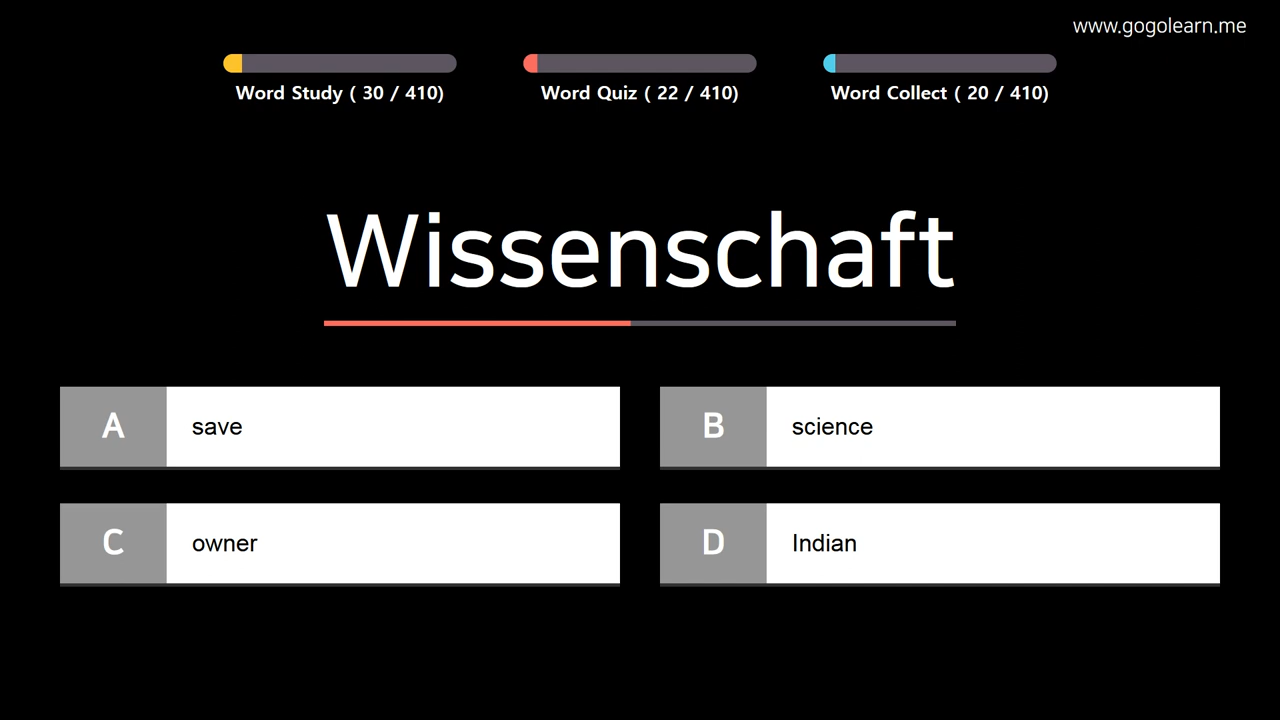 www.gogolearn.me
Word Study ( 30 / 410)
Word Quiz ( 22 / 410)
Word Collect ( 20 / 410)
Wissenschaft
A save
B science
C owner
D Indian